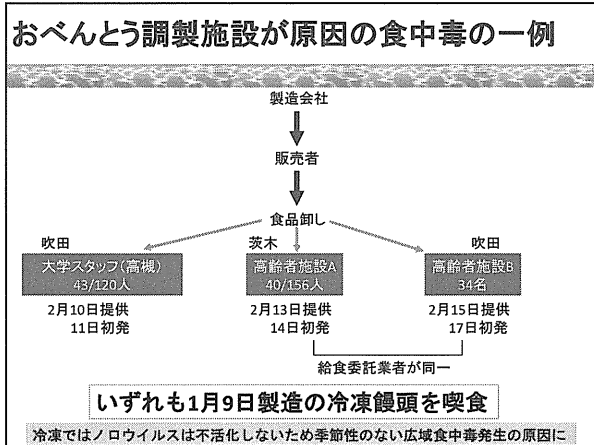 おべんとう調製施設が原因の食中毒の一例
製造会社
販売者
食品卸し
吹田 茨木 吹田
大学スタッフ(高槻) 高齢者施設A 高齢者施設B
43/120人 40/156人 34名
2月10日提供 2月13日提供 2月15日提供
11日初発 14日初発 17日初発
給食委託業者が同一
いずれも1月9日製造の冷凍饅頭を喫食
冷凍ではノロウイルスは不活化しないため季節性のない広域食中毒発生の原因に